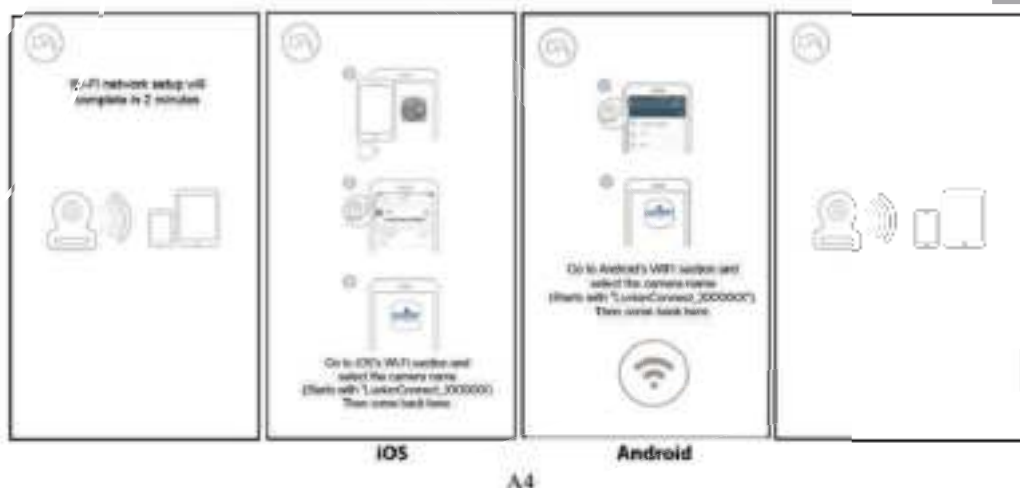 Wi-Fi network setup will
complete in 2 minutes
Go to iOS's Wi-Fi section and
select the camera name
(Starts with "LuvionConnect_XXXXXX")
Then come back here.
Go to Android's WIFI section and
select the camera name
(Starts with "LuvionConnect_XXXXXX")
Then come back here.
iOS
Android
A4